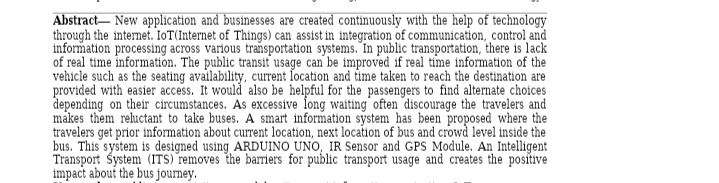 Abstract— New application and businesses are created continuously with the help of technology
through the internet. IoT(Internet of Things) can assist in integration of communication, control and
information processing across various transportation systems. In public transportation, there is lack
of real time information. The public transit usage can be improved if real time information of the
vehicle such as the seating availability, current location and time taken to reach the destination are
provided with easier access. It would also be helpful for the passengers to find alternate choices
depending on their circumstances. As excessive long waiting often discourage the travelers and
makes them reluctant to take buses. A smart information system has been proposed where the
travelers get prior information about current location, next location of bus and crowd level inside the
bus. This system is designed using ARDUINO UNO, IR Sensor and GPS Module. An Intelligent
Transport System (ITS) removes the barriers for public transport usage and creates the positive
impact about the bus journey.